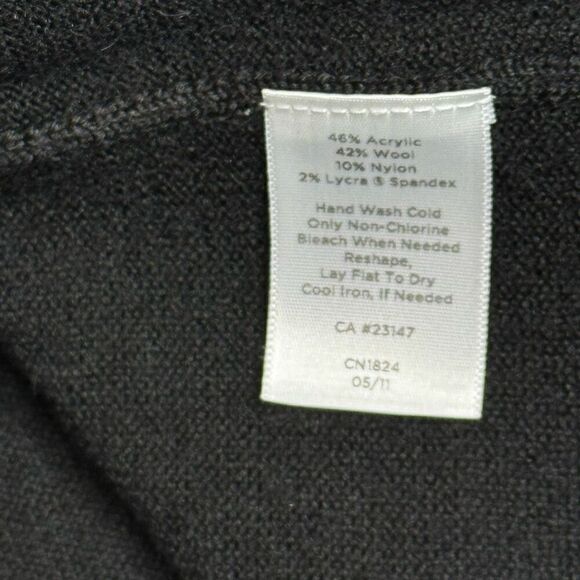 46% Acrylic
42% Wool
10% Nylon
2% Lycra ® Spandex
Hand Wash Cold
Only Non-Chlorine
Bleach When Needed
Reshape,
Lay Flat To Dry
Cool Iron, If Needed
CA #23147
CN1824
05/11